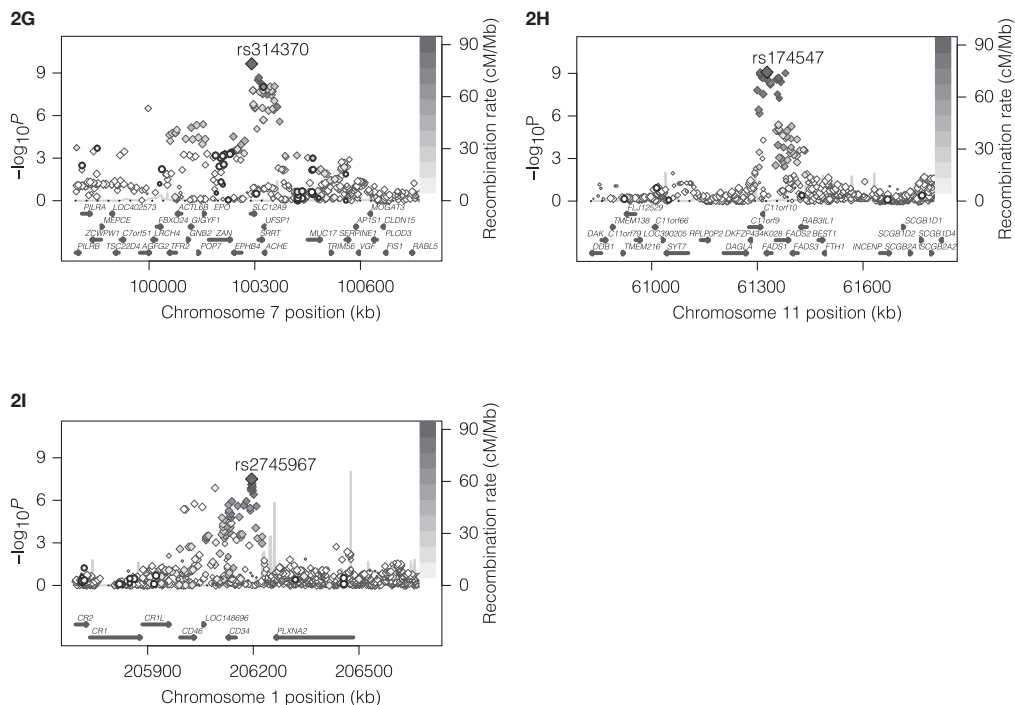 2G
rs314370
9
6
3
0
–log10P
90
60
30
0
Recombination rate (cM/Mb)
PILRA LOC402573 ACTL6B EPO SLC12A9 AP1S1 CLDN15
MEPCE FBXO24 GIGYF1 UFSP1 MOGAT3
ZCWPW1 C7orf51 LRCH4 GNB2 ZAN SRRT MUC17 SERPINE1 PLOD3
PILRB TSC22D4 AGFG2 TFR2 POP7 EPHB4 ACHE TRIM56 VGF FIS1 RABL5
100000 100300 100600
Chromosome 7 position (kb)
2H
rs174547
9
6
3
0
–log10P
90
60
30
0
Recombination rate (cM/Mb)
FLJ12529 C11orf10
TMEM138 C11orf66 C11orf9 RAB3IL1 SCGB1D1
DAK C11orf79 LOC390205 RPLP0P2 DKFZP434K028 FADS2 BEST1 SCGB1D2 SCGB1D4
DDB1 TMEM216 SYT7 DAGLA FADS1 FADS3 FTH1 INCENP SCGB2A1 SCGB2A2
61000 61300 61600
Chromosome 11 position (kb)
2I
rs2745967
9
6
3
0
–log10P
90
60
30
0
Recombination rate (cM/Mb)
CR2 CR1L LOC148696
CR1 CD46 CD34 PLXNA2
205900 206200 206500
Chromosome 1 position (kb)